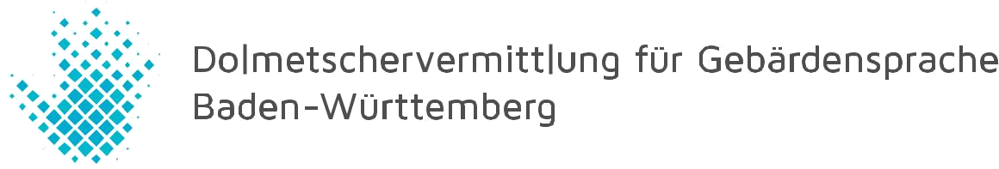 Dolmetschervermittlung für Gebärdensprache
Baden-Württemberg